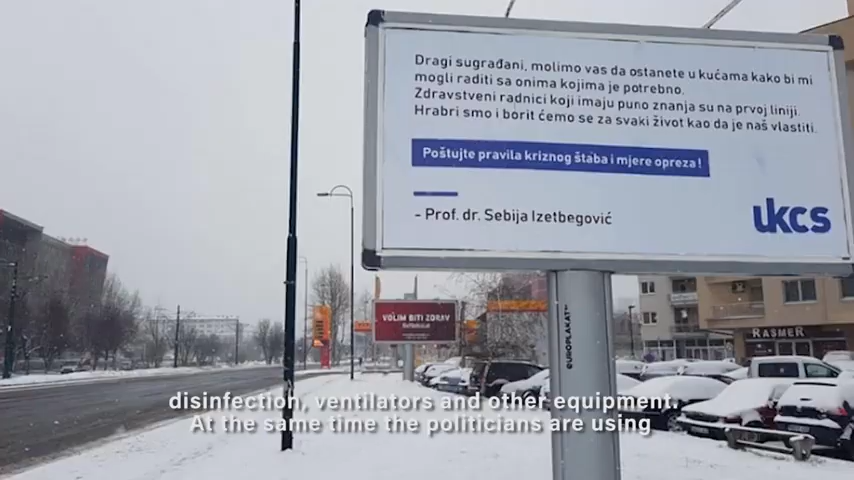 Dragi sugrađani, molimo vas da ostanete u kućama kako bi mi
mogli raditi sa onima kojima je potrebno.
Zdravstveni radnici koji imaju puno znanja su na prvoj liniji.
Hrabri smo i borit ćemo se za svaki život kao da je naš vlastiti.
Poštujte pravila kriznog štaba i mjere opreza!
- Prof. dr. Sebija Izetbegović
ukcs
VOLIM BITI ZDRAV
europlakat
RASMER
disinfection, ventilators and other equipment.
At the same time the politicians are using